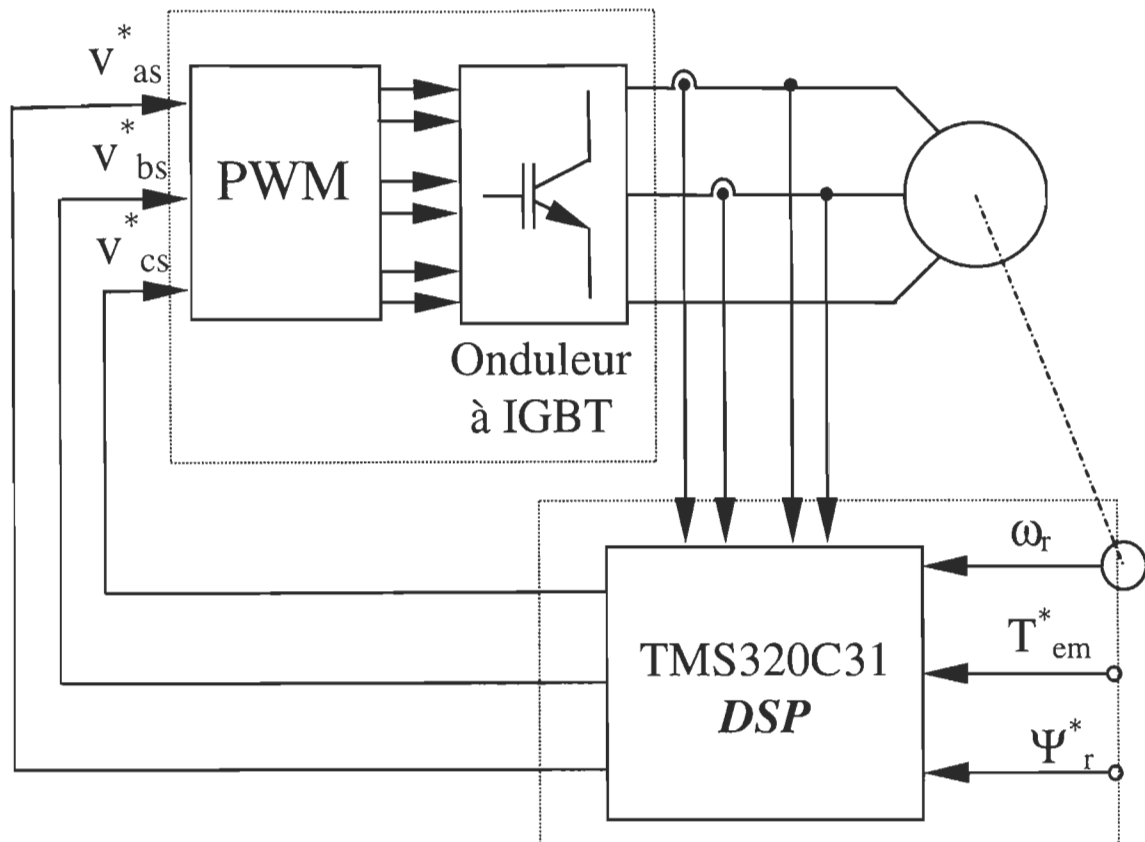 v*as
v*bs
v*cs
PWM
Onduleur
à IGBT
ωr
T*em
Ψ*r
TMS320C31
DSP